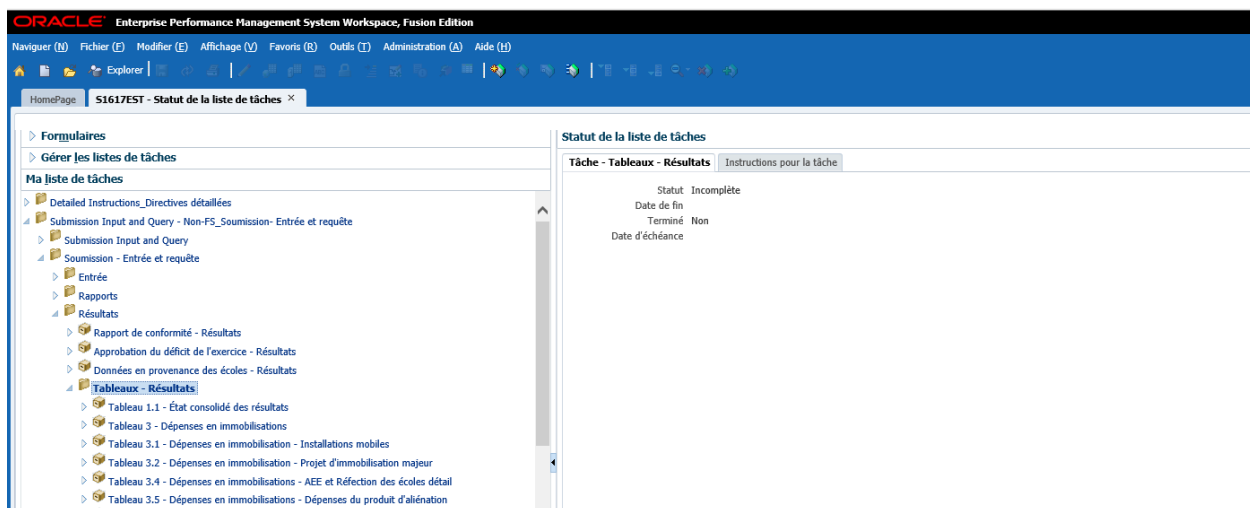 ORACLE Enterprise Performance Management System Workspace, Fusion Edition
Naviguer (N) Fichier (F) Modifier (E) Affichage (V) Favoris (R) Outils (T) Administration (A) Aide (H)
Explorer
HomePage S1617EST - Statut de la liste de tâches ×
Formulaires
Gérer les listes de tâches
Ma liste de tâches
Detailed Instructions_Directives détaillées
Submission Input and Query - Non-FS_Soumission- Entrée et requête
Submission Input and Query
Soumission - Entrée et requête
Entrée
Rapports
Résultats
Rapport de conformité - Résultats
Approbation du déficit de l'exercice - Résultats
Données en provenance des écoles - Résultats
Tableaux - Résultats
Tableau 1.1 - État consolidé des résultats
Tableau 3 - Dépenses en immobilisations
Tableau 3.1 - Dépenses en immobilisation - Installations mobiles
Tableau 3.2 - Dépenses en immobilisation - Projet d'immobilisation majeur
Tableau 3.4 - Dépenses en immobilisations - AEE et Réfection des écoles détail
Tableau 3.5 - Dépenses en immobilisations - Dépenses du produit d'aliénation
Statut de la liste de tâches
Tâche - Tableaux - Résultats Instructions pour la tâche
Statut Incomplète
Date de fin
Terminé Non
Date d'échéance